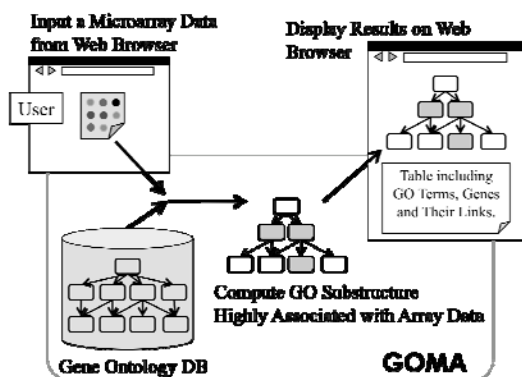 Input a Microarray Data
from Web Browser
Display Results on Web
Browser
User
Table including
GO Terms, Genes
and Their Links.
Compute GO Substructure
Highly Associated with Array Data
Gene Ontology DB
GOMA